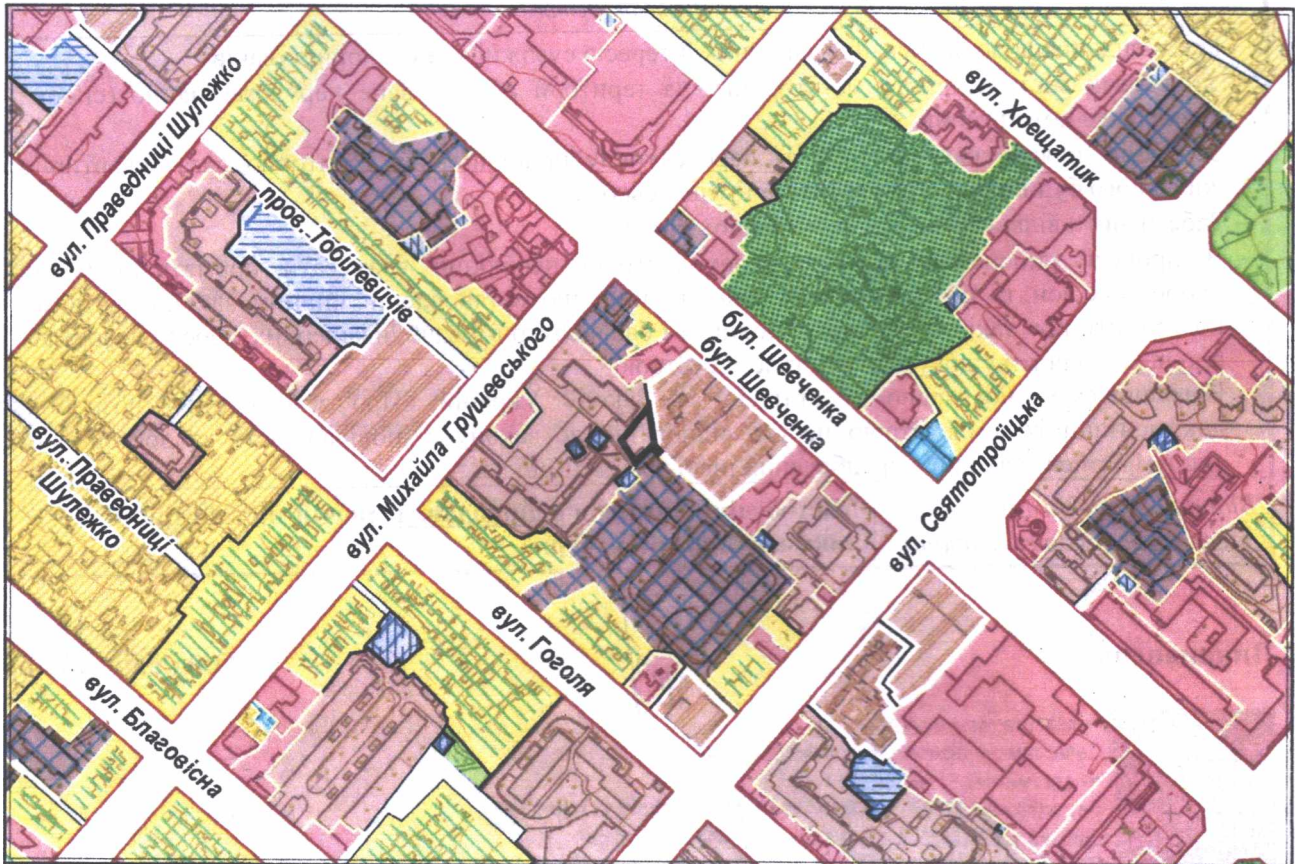 вул. Праведниці Шулежко
вул. Хрещатик
пров. Тобілевичів
бул. Шевченка
бул. Шевченка
вул. Михайла Грушевського
вул. Святотроїцька
вул. Праведниці
Шулежко
вул. Гоголя
вул. Благовісна